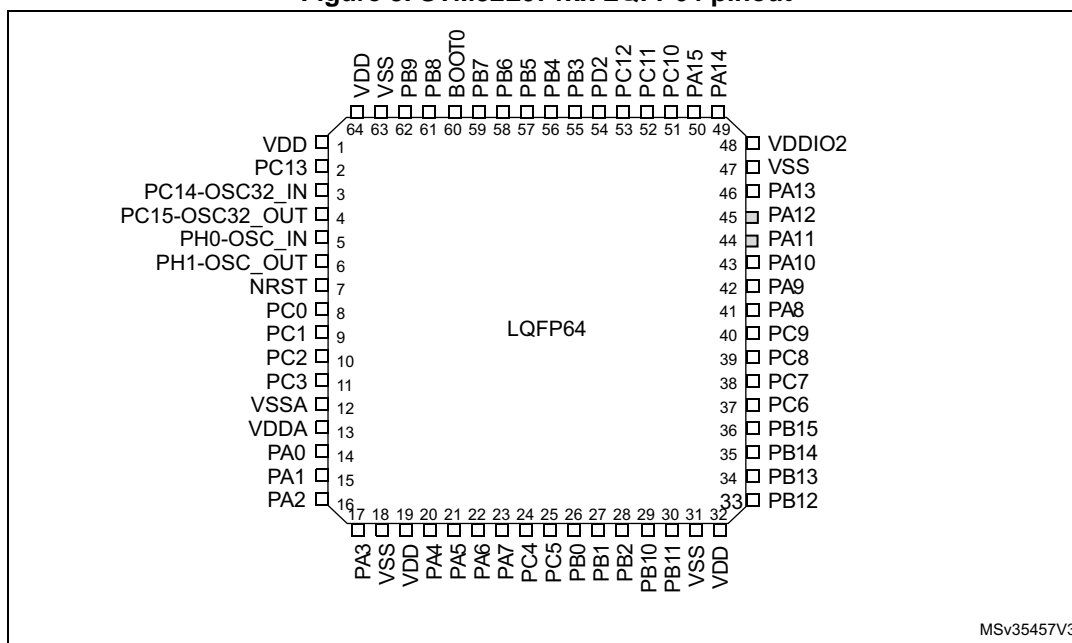 VDD VSS PB9 PB8 BOOT0 PB7 PB6 PB5 PB4 PB3 PD2 PC12 PC11 PC10 PA15 PA14
64 63 62 61 60 59 58 57 56 55 54 53 52 51 50 49
VDD 1 48 VDDIO2
PC13 2 47 VSS
PC14-OSC32_IN 3 46 PA13
PC15-OSC32_OUT 4 45 PA12
PH0-OSC_IN 5 44 PA11
PH1-OSC_OUT 6 43 PA10
NRST 7 42 PA9
PC0 8 41 PA8
LQFP64
PC1 9 40 PC9
PC2 10 39 PC8
PC3 11 38 PC7
VSSA 12 37 PC6
VDDA 13 36 PB15
PA0 14 35 PB14
PA1 15 34 PB13
PA2 16 33 PB12
17 18 19 20 21 22 23 24 25 26 27 28 29 30 31 32
PA3 VSS VDD PA4 PA5 PA6 PA7 PC4 PC5 PB0 PB1 PB2 PB10 PB11 VSS VDD
MSv35457V3